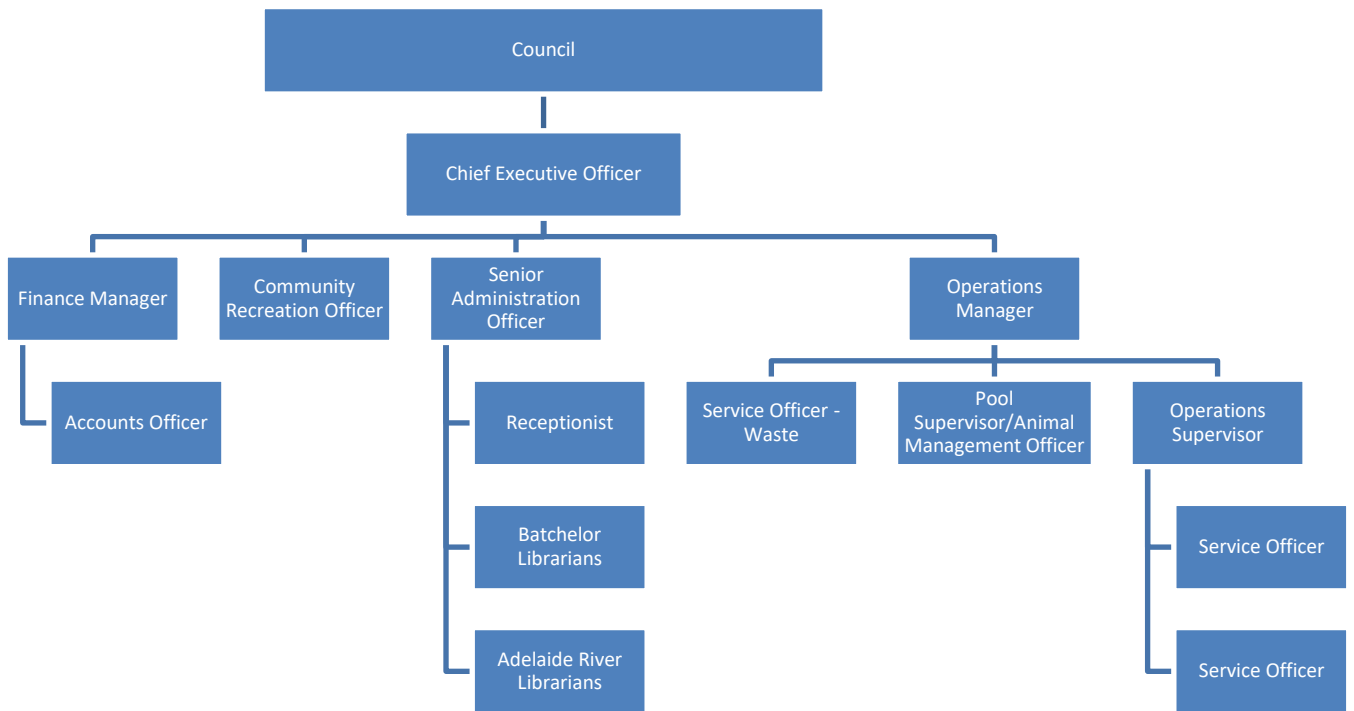 Council
Chief Executive Officer
Finance Manager
Community
Recreation Officer
Senior
Administration
Officer
Operations
Manager
Accounts Officer
Receptionist
Service Officer -
Waste
Pool
Supervisor/Animal
Management Officer
Operations
Supervisor
Batchelor
Librarians
Service Officer
Adelaide River
Librarians
Service Officer